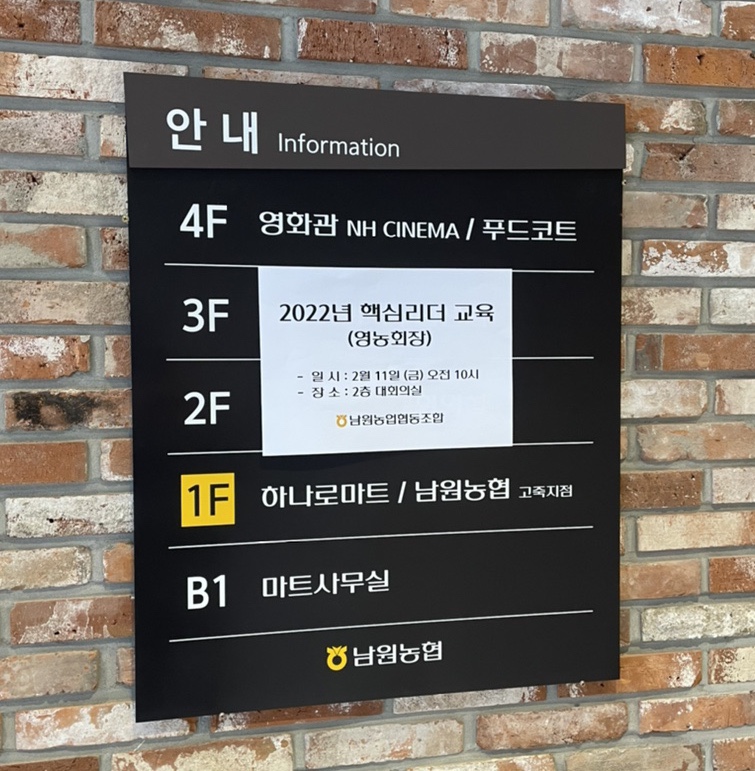 안내 Information
4F 영화관 NH CINEMA / 푸드코트
3F
2022년 핵심리더 교육
(영농회장)
- 일 시 : 2월 11일 (금) 오전 10시
- 장 소 : 2층 대회의실
남원농업협동조합
2F
1F 하나로마트 / 남원농협 고죽지점
B1 마트사무실
남원농협